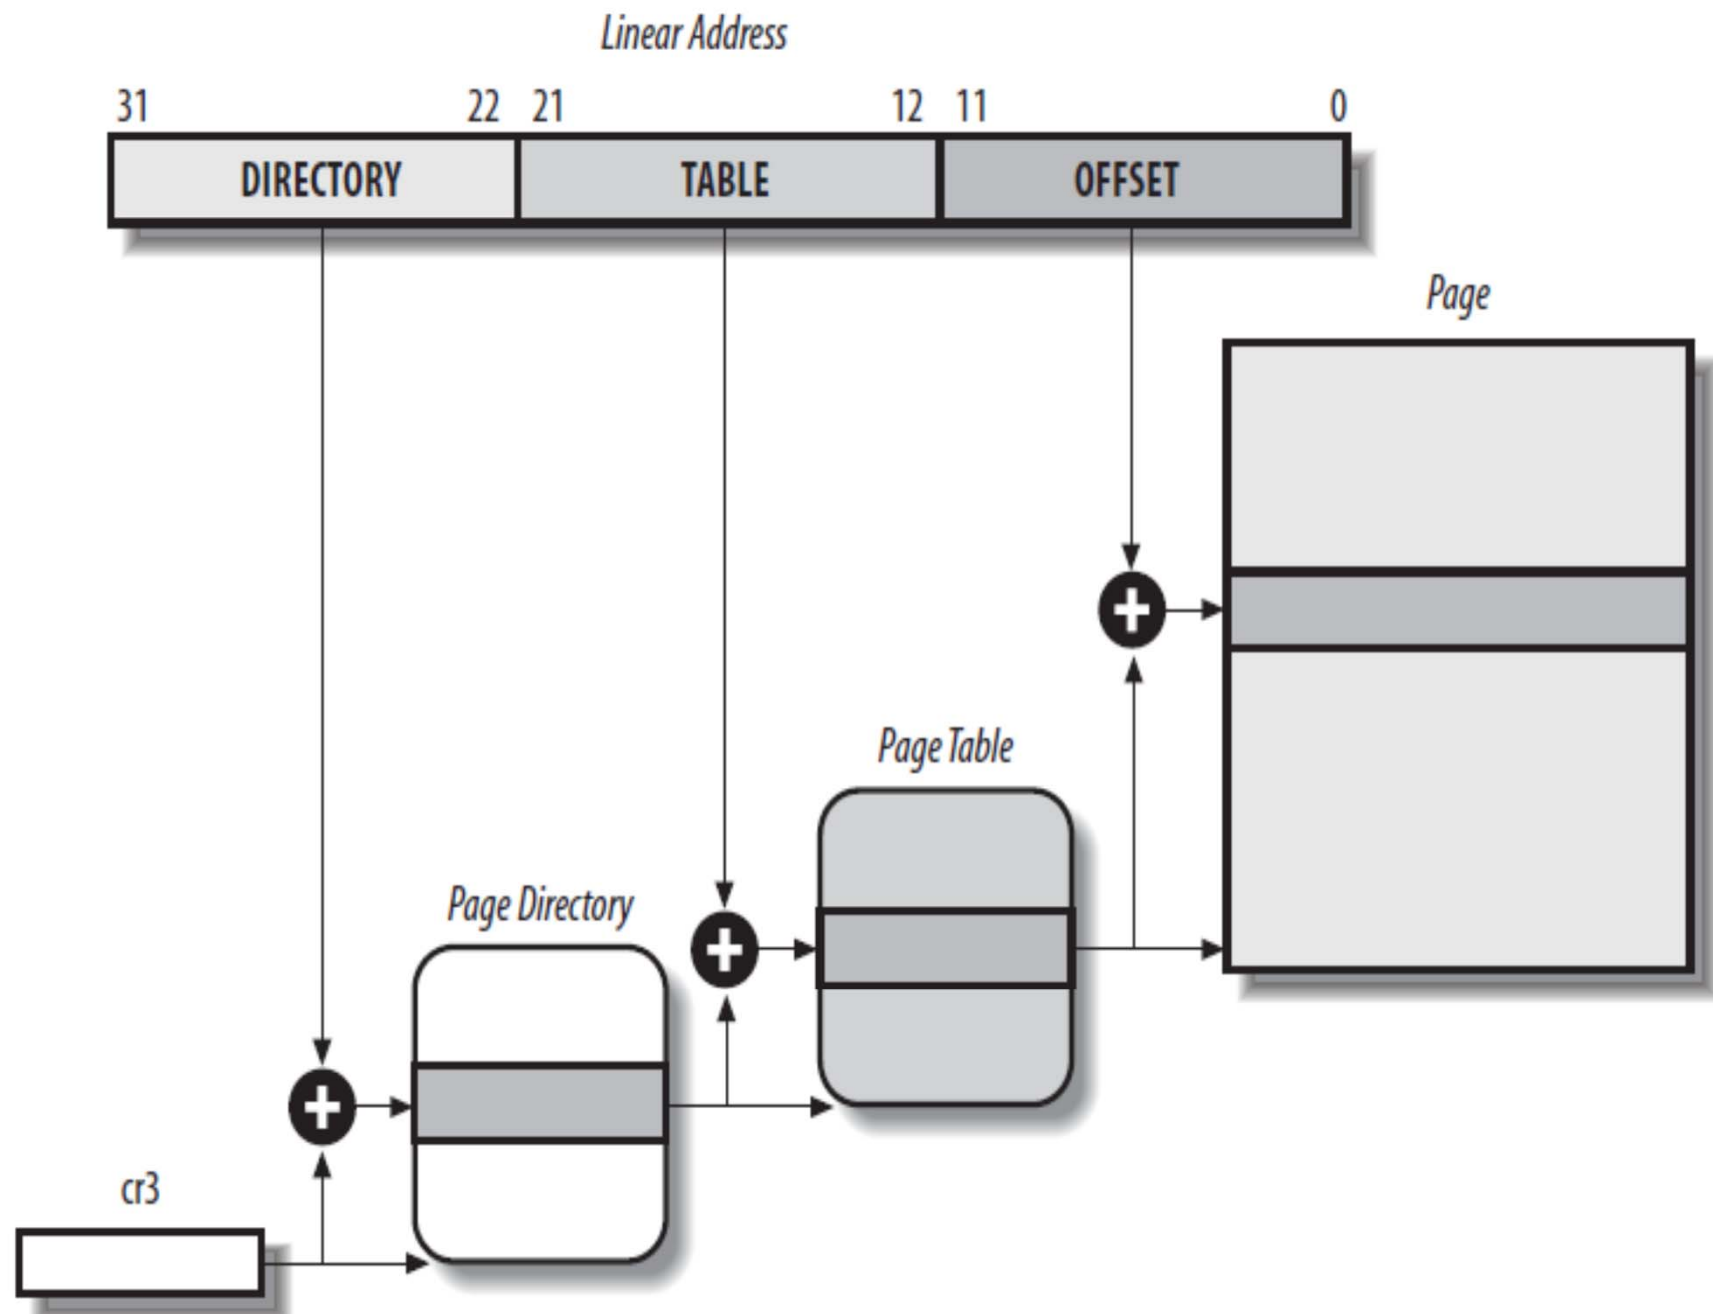 Linear Address
31 22 21 12 11 0
DIRECTORY TABLE OFFSET
Page
Page Table
Page Directory
cr3